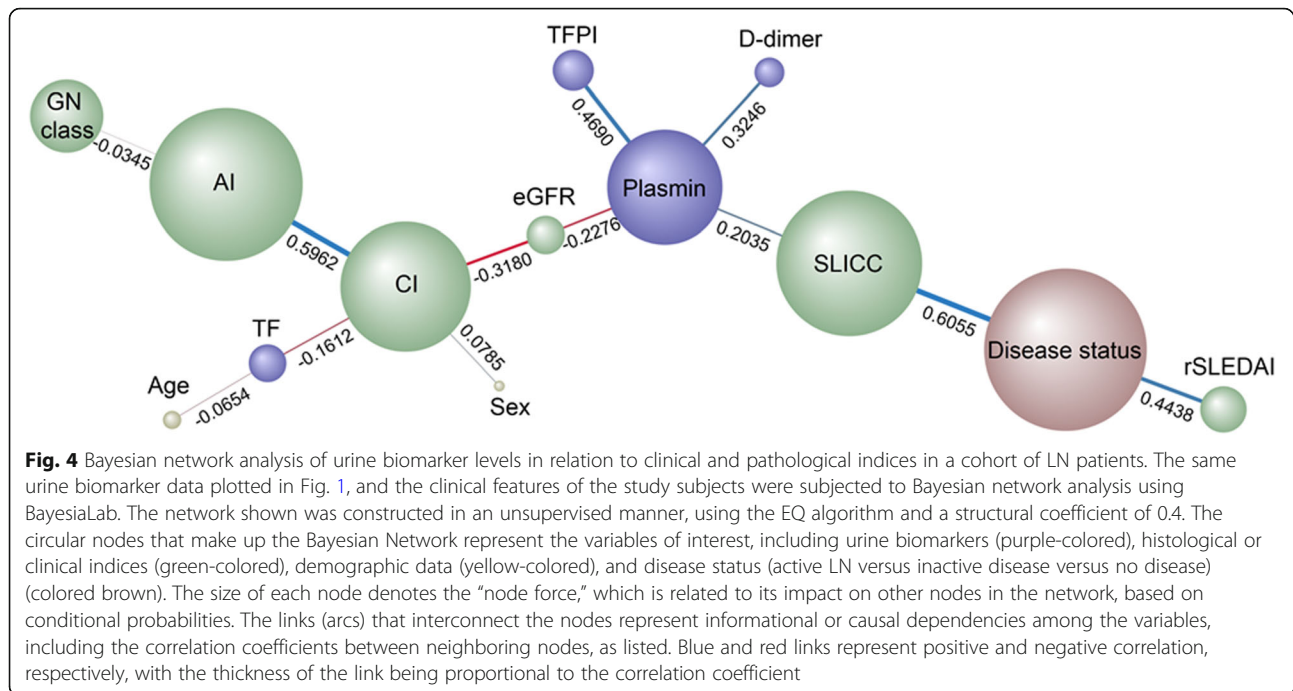 TFPI
D-dimer
GN
class
-0.0345
AI
0.4690
0.3246
eGFR
Plasmin
-0.2276
0.2035
0.5962
CI
-0.3180
SLICC
TF
-0.1612
0.0785
0.6055
Disease status
rSLEDAI
0.4438
Age
-0.0654
Sex
Fig. 4 Bayesian network analysis of urine biomarker levels in relation to clinical and pathological indices in a cohort of LN patients. The same
urine biomarker data plotted in Fig. 1, and the clinical features of the study subjects were subjected to Bayesian network analysis using
BayesiaLab. The network shown was constructed in an unsupervised manner, using the EQ algorithm and a structural coefficient of 0.4. The
circular nodes that make up the Bayesian Network represent the variables of interest, including urine biomarkers (purple-colored), histological or
clinical indices (green-colored), demographic data (yellow-colored), and disease status (active LN versus inactive disease versus no disease)
(colored brown). The size of each node denotes the “node force,” which is related to its impact on other nodes in the network, based on
conditional probabilities. The links (arcs) that interconnect the nodes represent informational or causal dependencies among the variables,
including the correlation coefficients between neighboring nodes, as listed. Blue and red links represent positive and negative correlation,
respectively, with the thickness of the link being proportional to the correlation coefficient